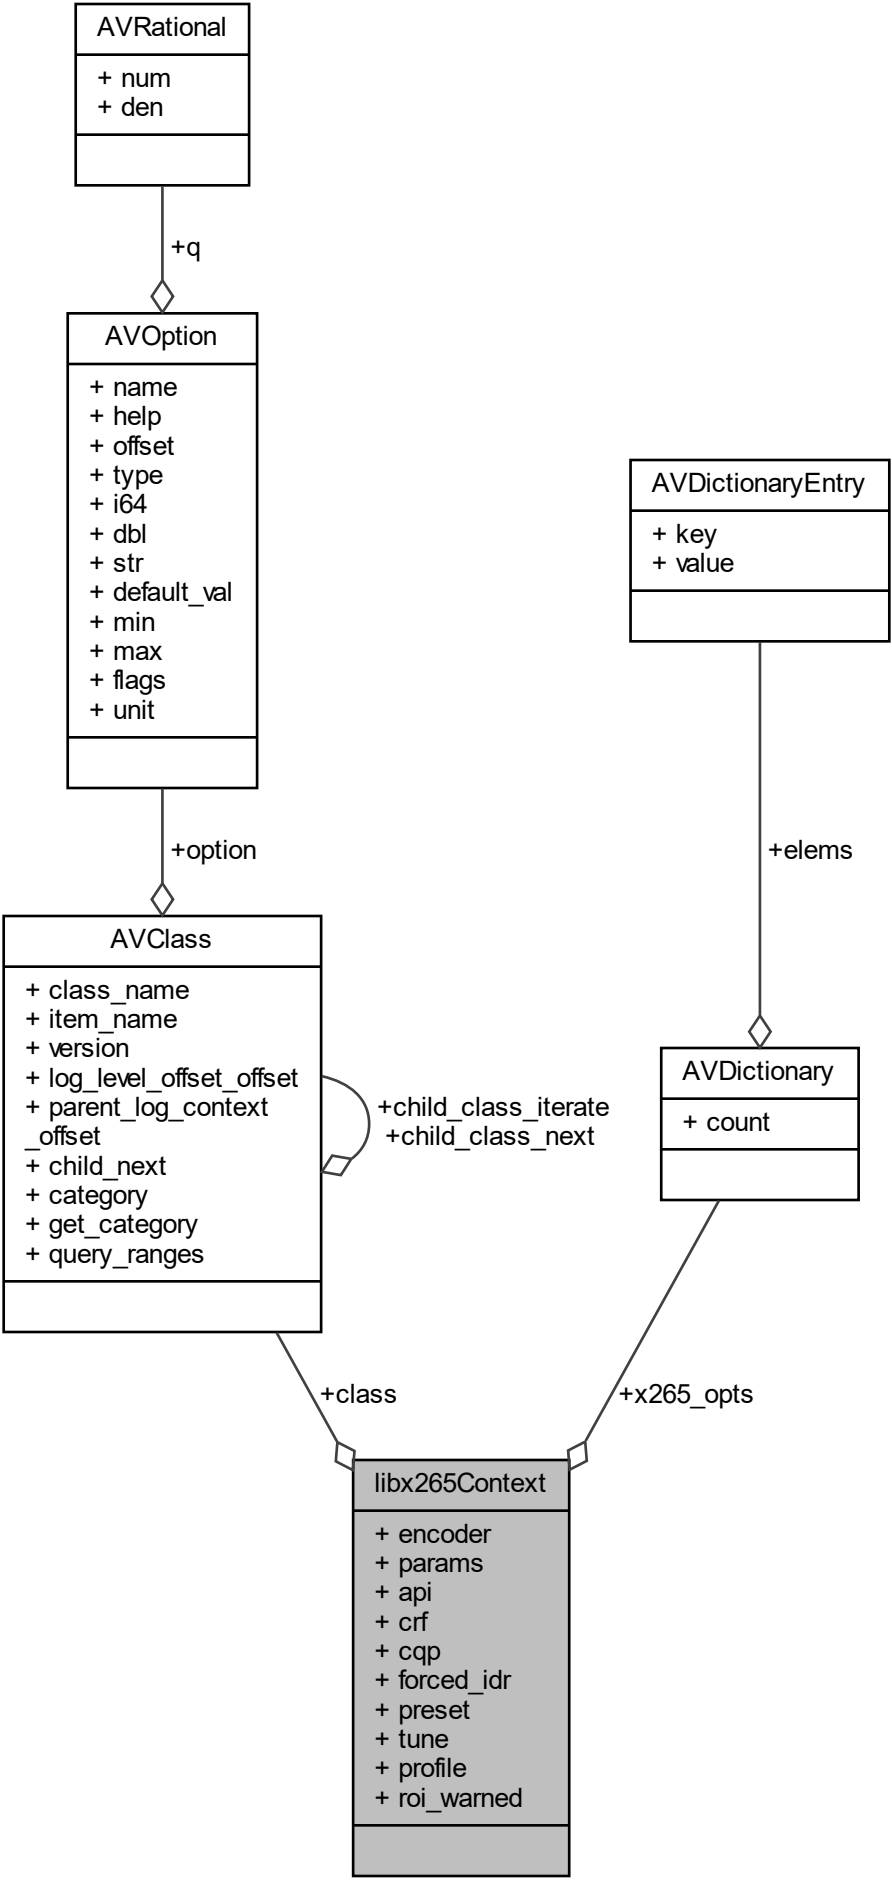 AVRational
+ num
+ den
+q
AVOption
+ name
+ help
+ offset
+ type
+ i64
+ dbl
+ str
+ default_val
+ min
+ max
+ flags
+ unit
AVDictionaryEntry
+ key
+ value
+option
+elems
AVClass
+ class_name
+ item_name
+ version
+ log_level_offset_offset
+ parent_log_context
_offset
+ child_next
+ category
+ get_category
+ query_ranges
+child_class_iterate
+child_class_next
AVDictionary
+ count
+class
+x265_opts
libx265Context
+ encoder
+ params
+ api
+ crf
+ cqp
+ forced_idr
+ preset
+ tune
+ profile
+ roi_warned